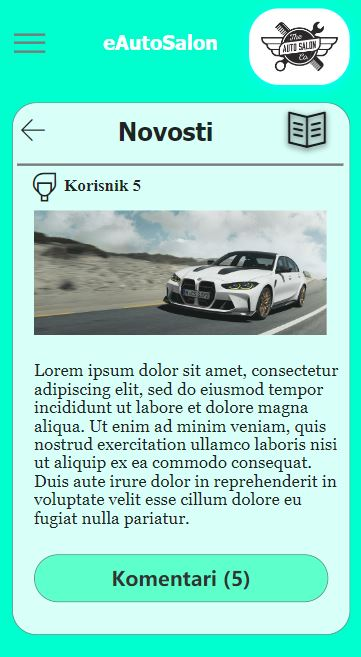 eAutoSalon
The
AUTO SALON
Co.
Novosti
Korisnik 5
Lorem ipsum dolor sit amet, consectetur
adipiscing elit, sed do eiusmod tempor
incididunt ut labore et dolore magna
aliqua. Ut enim ad minim veniam, quis
nostrud exercitation ullamco laboris nisi
ut aliquip ex ea commodo consequat.
Duis aute irure dolor in reprehenderit in
voluptate velit esse cillum dolore eu
fugiat nulla pariatur.
Komentari (5)